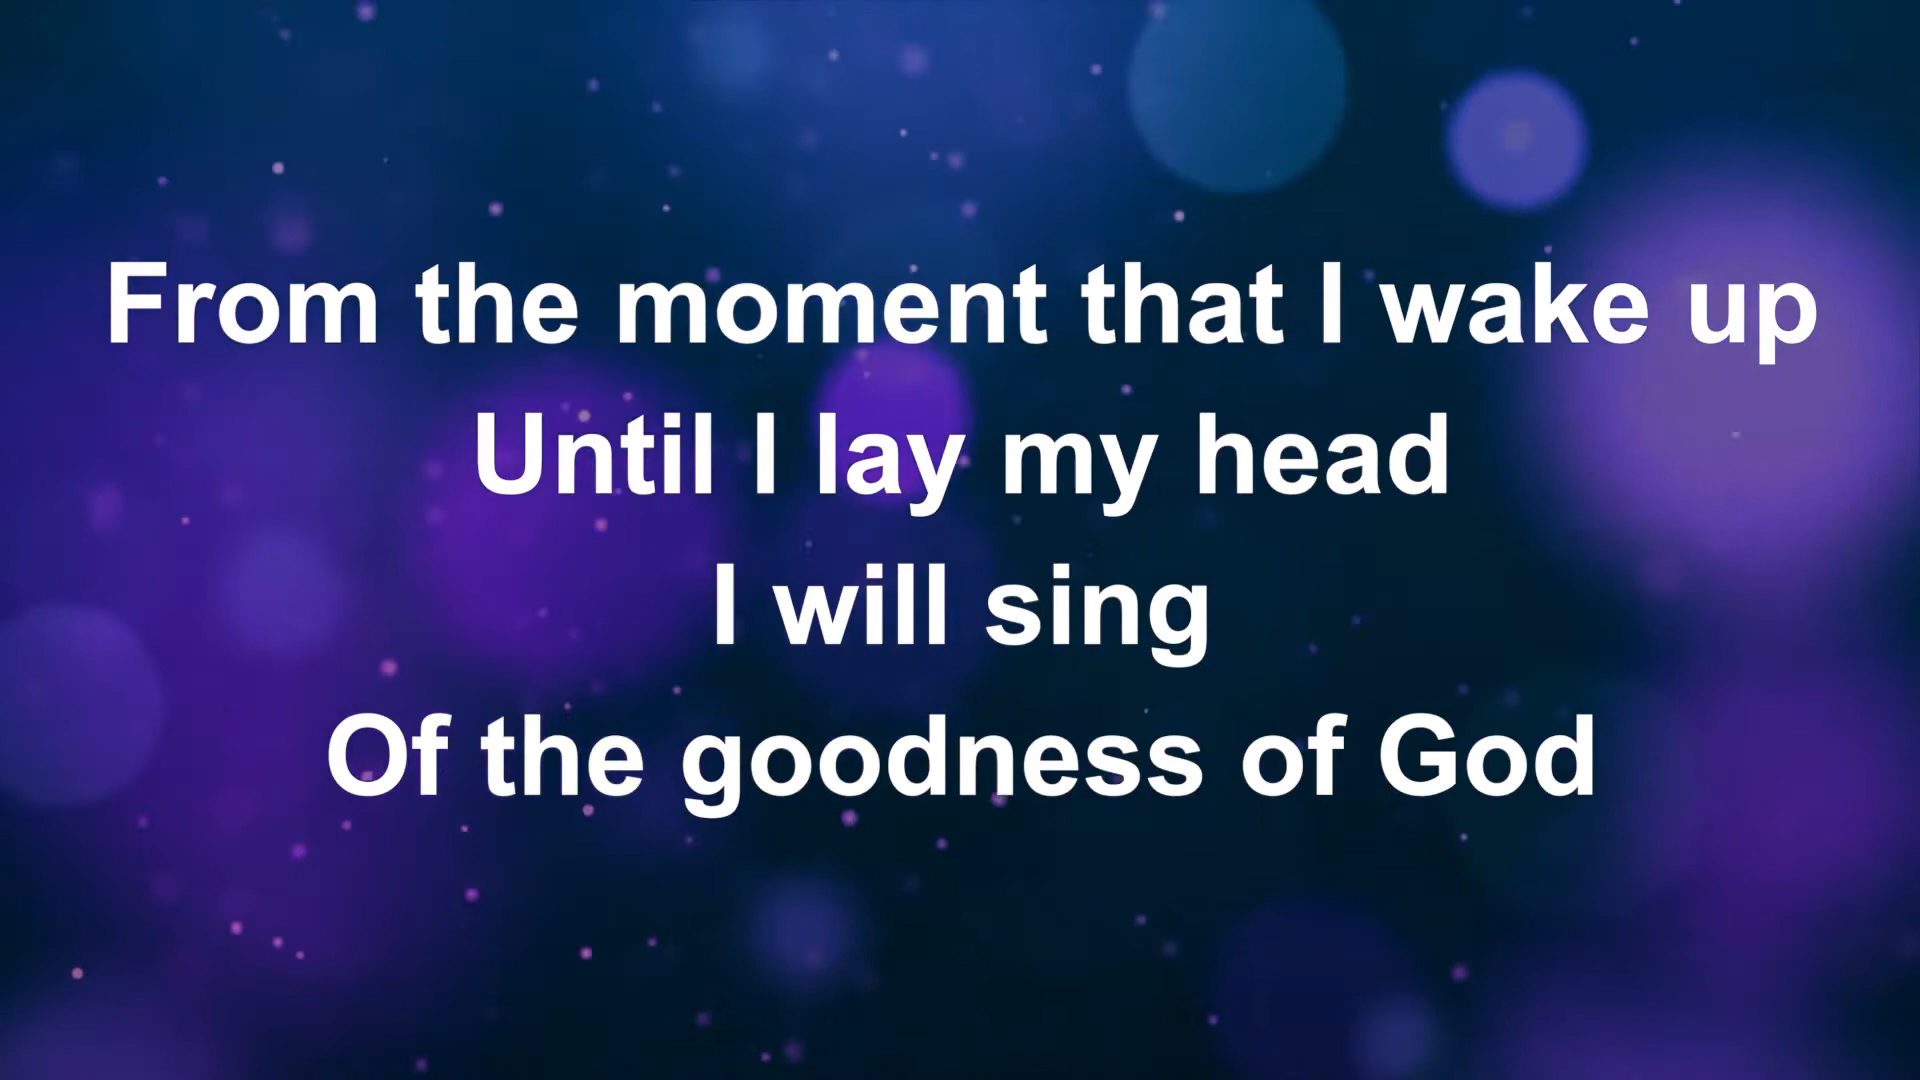 From the moment that I wake up
Until I lay my head
I will sing
Of the goodness of God